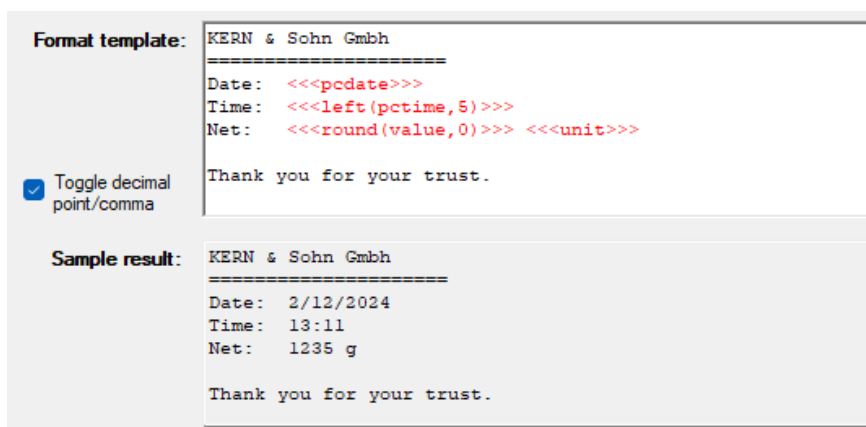 Format template:
KERN & Sohn Gmbh
=====================
Date:  <<<pcdate>>>
Time:  <<<left(pctime,5)>>>
Net:   <<<round(value,0)>>> <<<unit>>>
Thank you for your trust.
Toggle decimal
point/comma
Sample result:
KERN & Sohn Gmbh
=====================
Date:  2/12/2024
Time:  13:11
Net:   1235 g
Thank you for your trust.